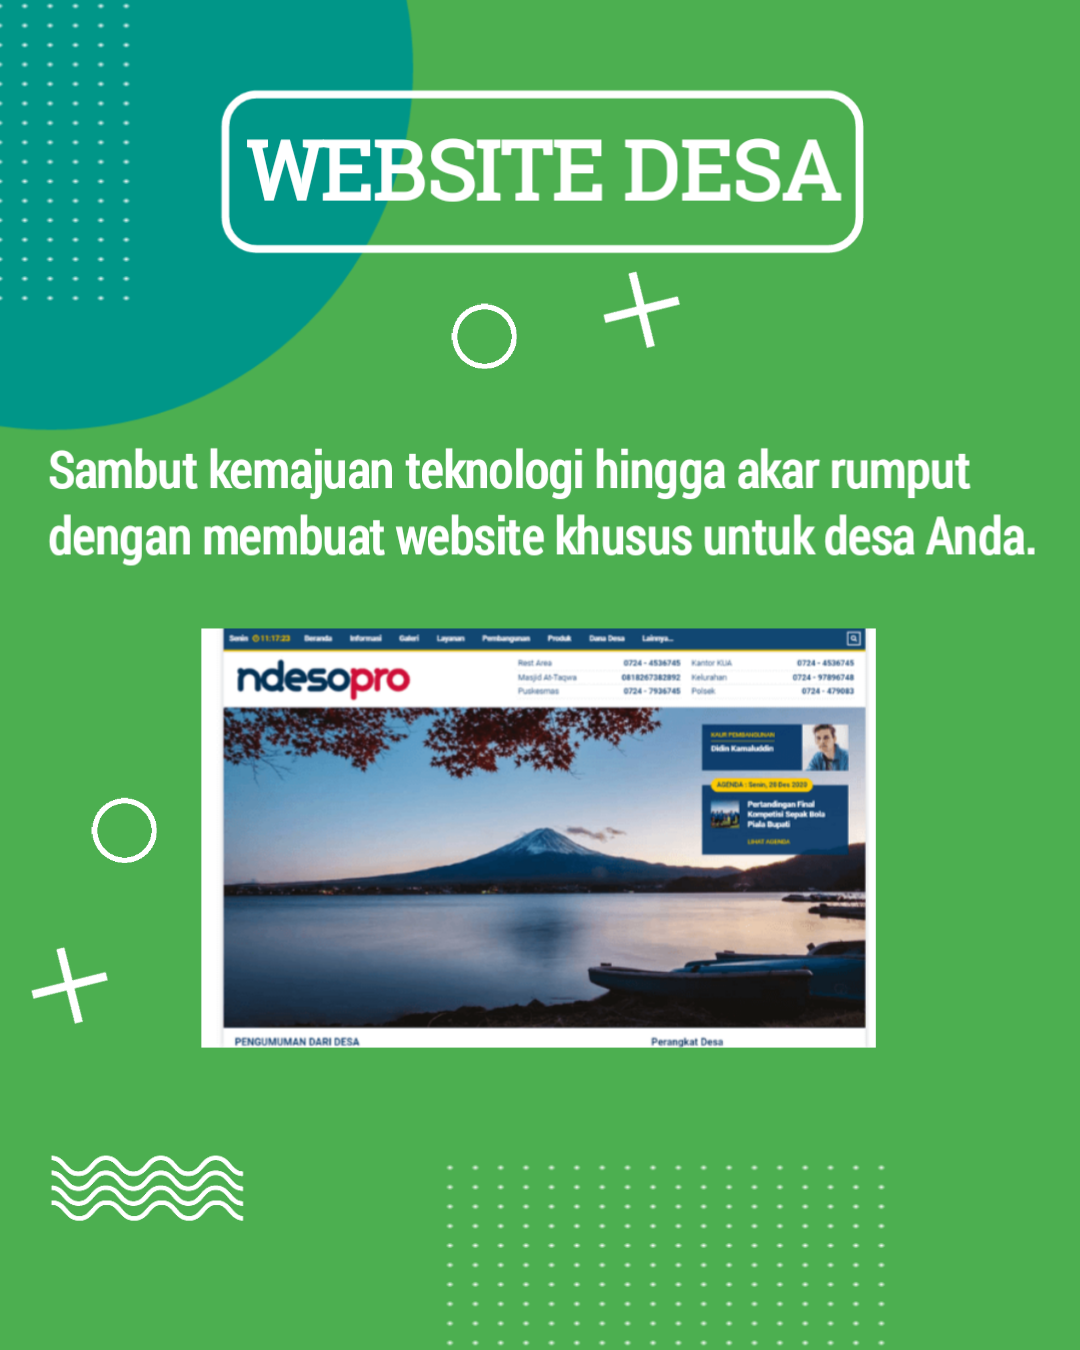 WEBSITE DESA
Sambut kemajuan teknologi hingga akar rumput
dengan membuat website khusus untuk desa Anda.
Senin 11:17:23 Beranda Informasi Galeri Layanan Pembangunan Produk Dana Desa Lainnya...
ndesopro
Rest Area 0724 - 4536745 Kantor KUA 0724 - 4536745
Masjid At-Taqwa 0818267382892 Kelurahan 0724 - 97896748
Puskesmas 0724 - 7936745 Polsek 0724 - 479083
KAUR PEMBANGUNAN
Didin Kamaluddin
AGENDA : Senin, 20 Des 2020
Pertandingan Final
Kompetisi Sepak Bola
Piala Bupati
LIHAT AGENDA
PENGUMUMAN DARI DESA
Perangkat Desa